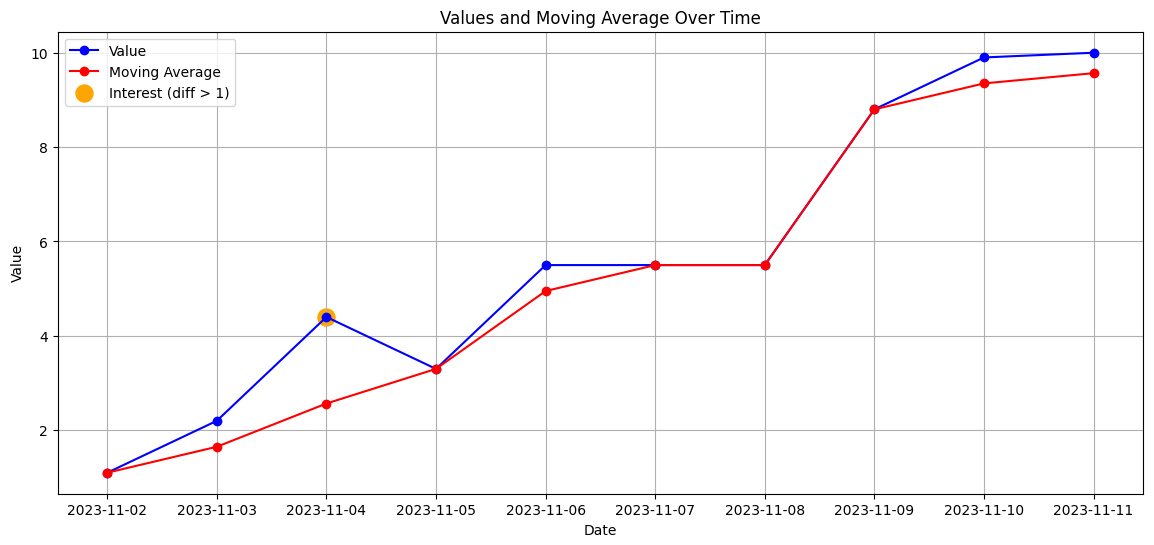 Values and Moving Average Over Time
Value
Moving Average
Interest (diff > 1)
10
8
6
4
2
Value
2023-11-02 2023-11-03 2023-11-04 2023-11-05 2023-11-06 2023-11-07 2023-11-08 2023-11-09 2023-11-10 2023-11-11
Date